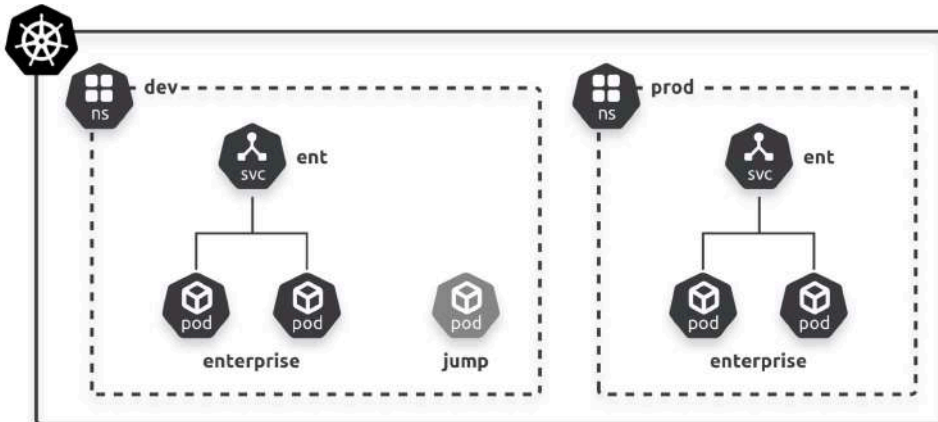 dev
prod
ns
ns
ent
ent
svc
svc
pod
pod
pod
pod
pod
enterprise
jump
enterprise